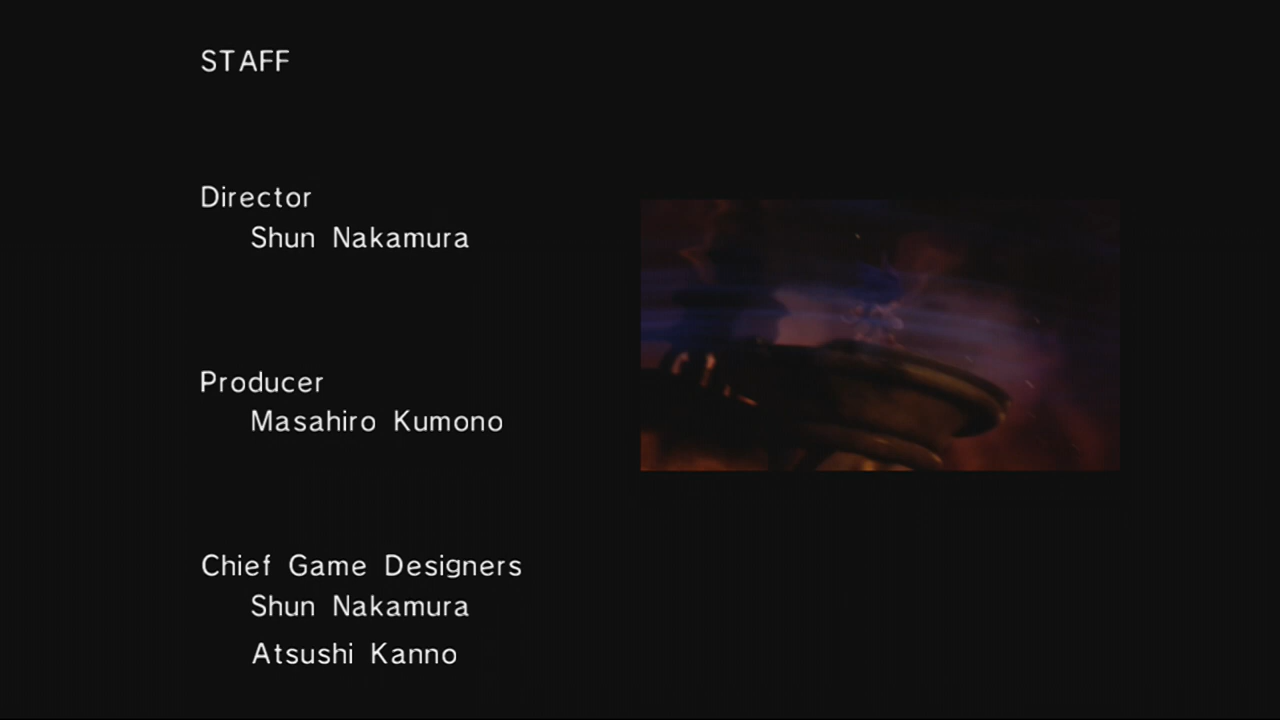 STAFF
Director
Shun Nakamura
Producer
Masahiro Kumono
Chief Game Designers
Shun Nakamura
Atsushi Kanno